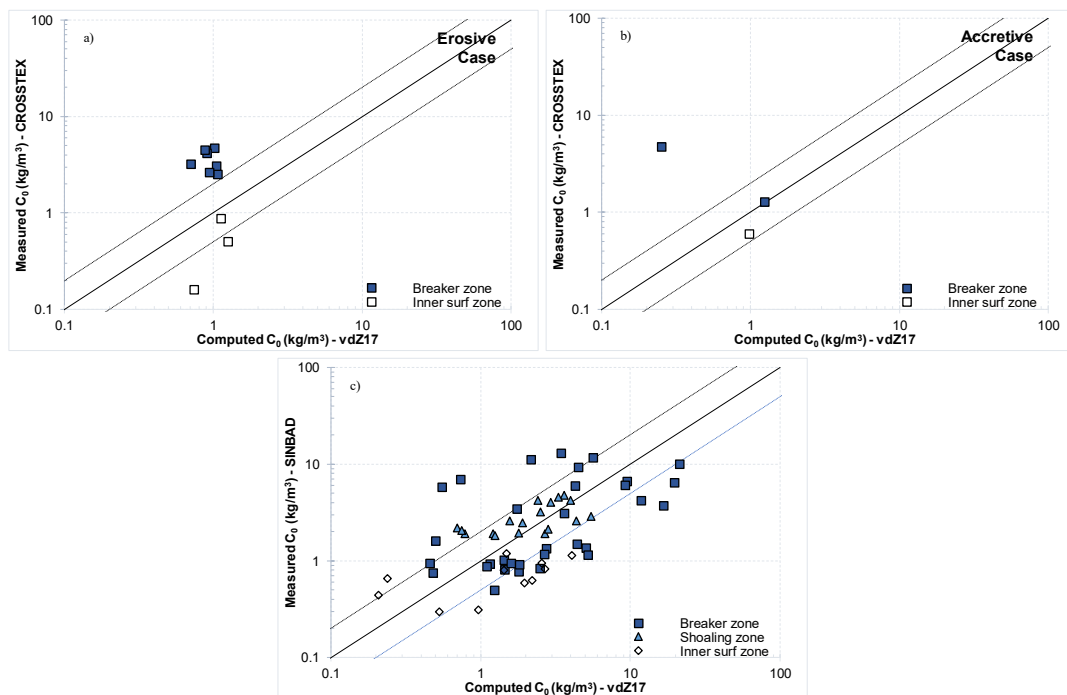 a)
Erosive
Case
Measured C₀ (kg/m³) - CROSSTEX
100
10
1
0.1
Breaker zone
Inner surf zone
0.1
1
10
100
Computed C₀ (kg/m³) - vdZ17
b)
Accretive
Case
Measured C₀ (kg/m³) - CROSSTEX
100
10
1
0.1
Breaker zone
Inner surf zone
0.1
1
10
100
Computed C₀ (kg/m³) - vdZ17
c)
Measured C₀ (kg/m³) - SINBAD
100
10
1
0.1
Breaker zone
Shoaling zone
Inner surf zone
0.1
1
10
100
Computed C₀ (kg/m³) - vdZ17